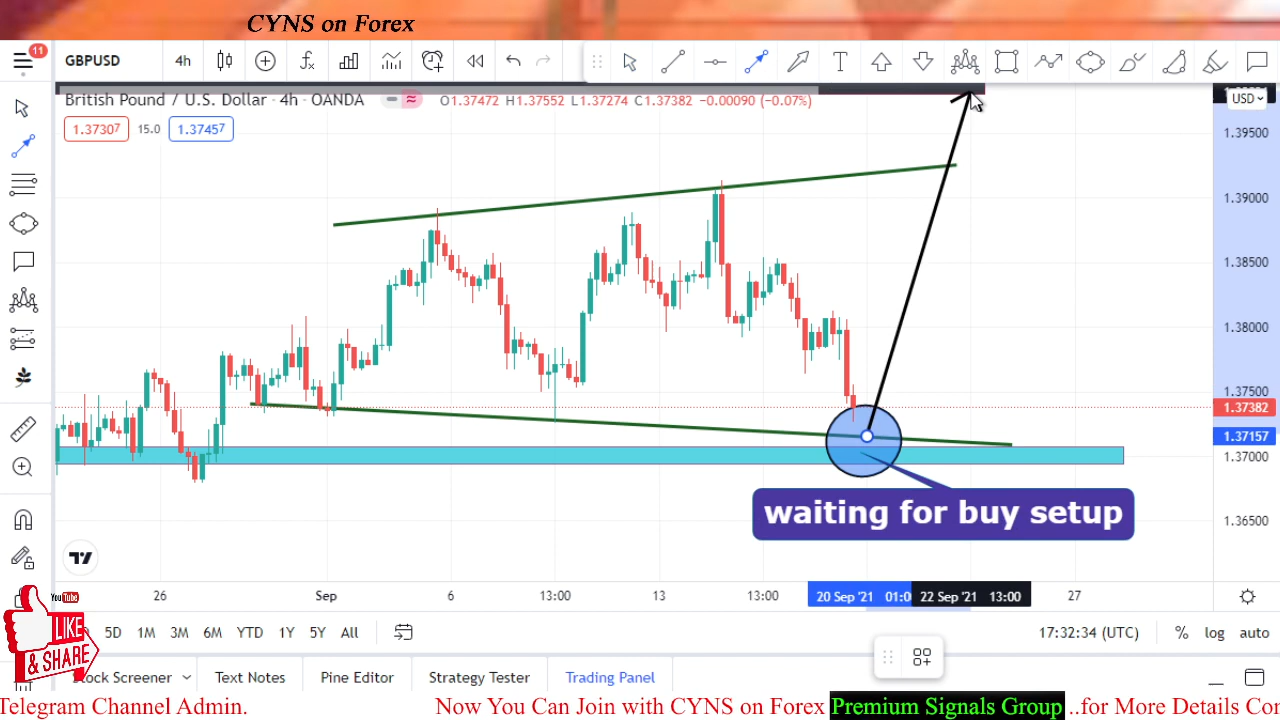 CYNS on Forex
11
GBPUSD
4h
British Pound / U.S. Dollar · 4h · OANDA
O1.37472 H1.37552 L1.37274 C1.37382 −0.00090 (−0.07%)
USD
1.37307
15.0
1.37457
1.39500
1.39000
1.38500
1.38000
1.37500
1.37382
1.37157
1.37000
1.36500
waiting for buy setup
26
Sep
6
13:00
13
13:00
20 Sep '21 01:0
22 Sep '21 13:00
27
YouTube
LIKE
& SHARE
5D
1M
3M
6M
YTD
1Y
5Y
All
17:32:34 (UTC)
%
log
auto
tock Screener
Text Notes
Pine Editor
Strategy Tester
Trading Panel
Telegram Channel Admin.
Now You Can Join with CYNS on Forex Premium Signals Group ..for More Details Con